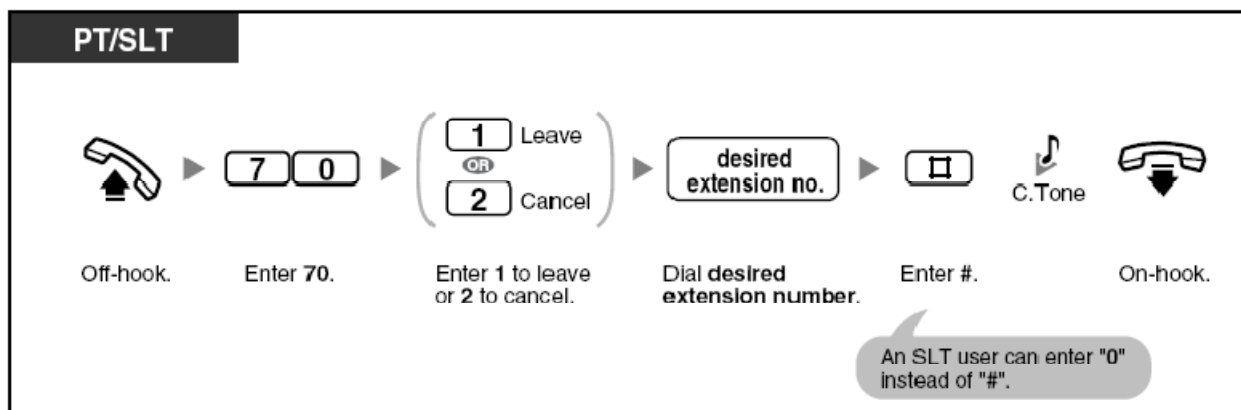 PT/SLT
7 0
1 Leave
OR
2 Cancel
desired
extension no.
#
C.Tone
Off-hook.
Enter 70.
Enter 1 to leave
or 2 to cancel.
Dial desired
extension number.
Enter #.
On-hook.
An SLT user can enter "0"
instead of "#".